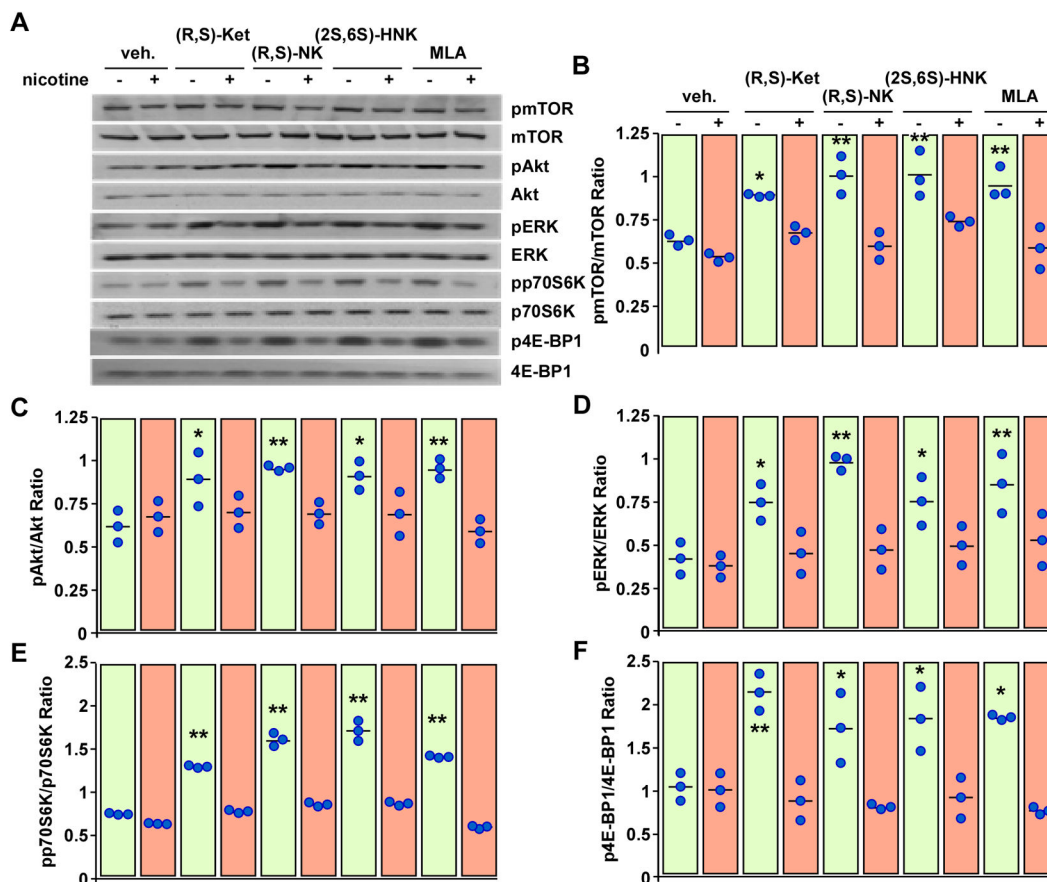 A
(R,S)-Ket (2S,6S)-HNK
veh. (R,S)-NK MLA
nicotine - + - + - + - + - +
pmTOR
mTOR
pAkt
Akt
pERK
ERK
pp70S6K
p70S6K
p4E-BP1
4E-BP1
B
(R,S)-Ket (2S,6S)-HNK
veh. (R,S)-NK MLA
- + - + - + - + - +
pmTOR/mTOR Ratio
1.25
1
0.75
0.5
0.25
0
* ** ** **
C
pAkt/Akt Ratio
1.25
1
0.75
0.5
0.25
0
* ** * **
D
pERK/ERK Ratio
1.25
1
0.75
0.5
0.25
0
* ** * **
E
pp70S6K/p70S6K Ratio
2.5
2
1.5
1
0.5
0
** ** ** **
F
p4E-BP1/4E-BP1 Ratio
2.5
2
1.5
1
0.5
0
** * * *